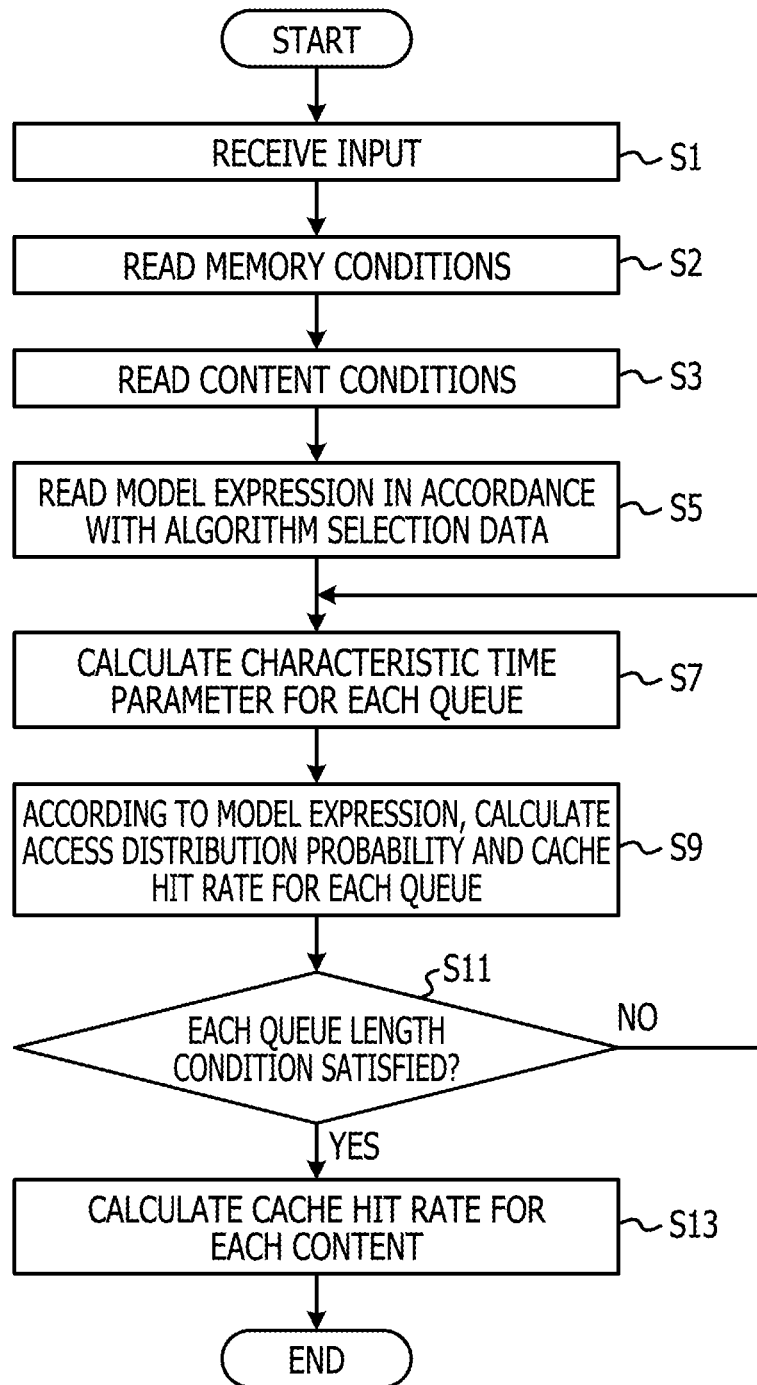 START
RECEIVE INPUT
S1
READ MEMORY CONDITIONS
S2
READ CONTENT CONDITIONS
S3
READ MODEL EXPRESSION IN ACCORDANCE
WITH ALGORITHM SELECTION DATA
S5
CALCULATE CHARACTERISTIC TIME
PARAMETER FOR EACH QUEUE
S7
ACCORDING TO MODEL EXPRESSION, CALCULATE
ACCESS DISTRIBUTION PROBABILITY AND CACHE
HIT RATE FOR EACH QUEUE
S9
S11
EACH QUEUE LENGTH
CONDITION SATISFIED?
NO
YES
CALCULATE CACHE HIT RATE FOR
EACH CONTENT
S13
END